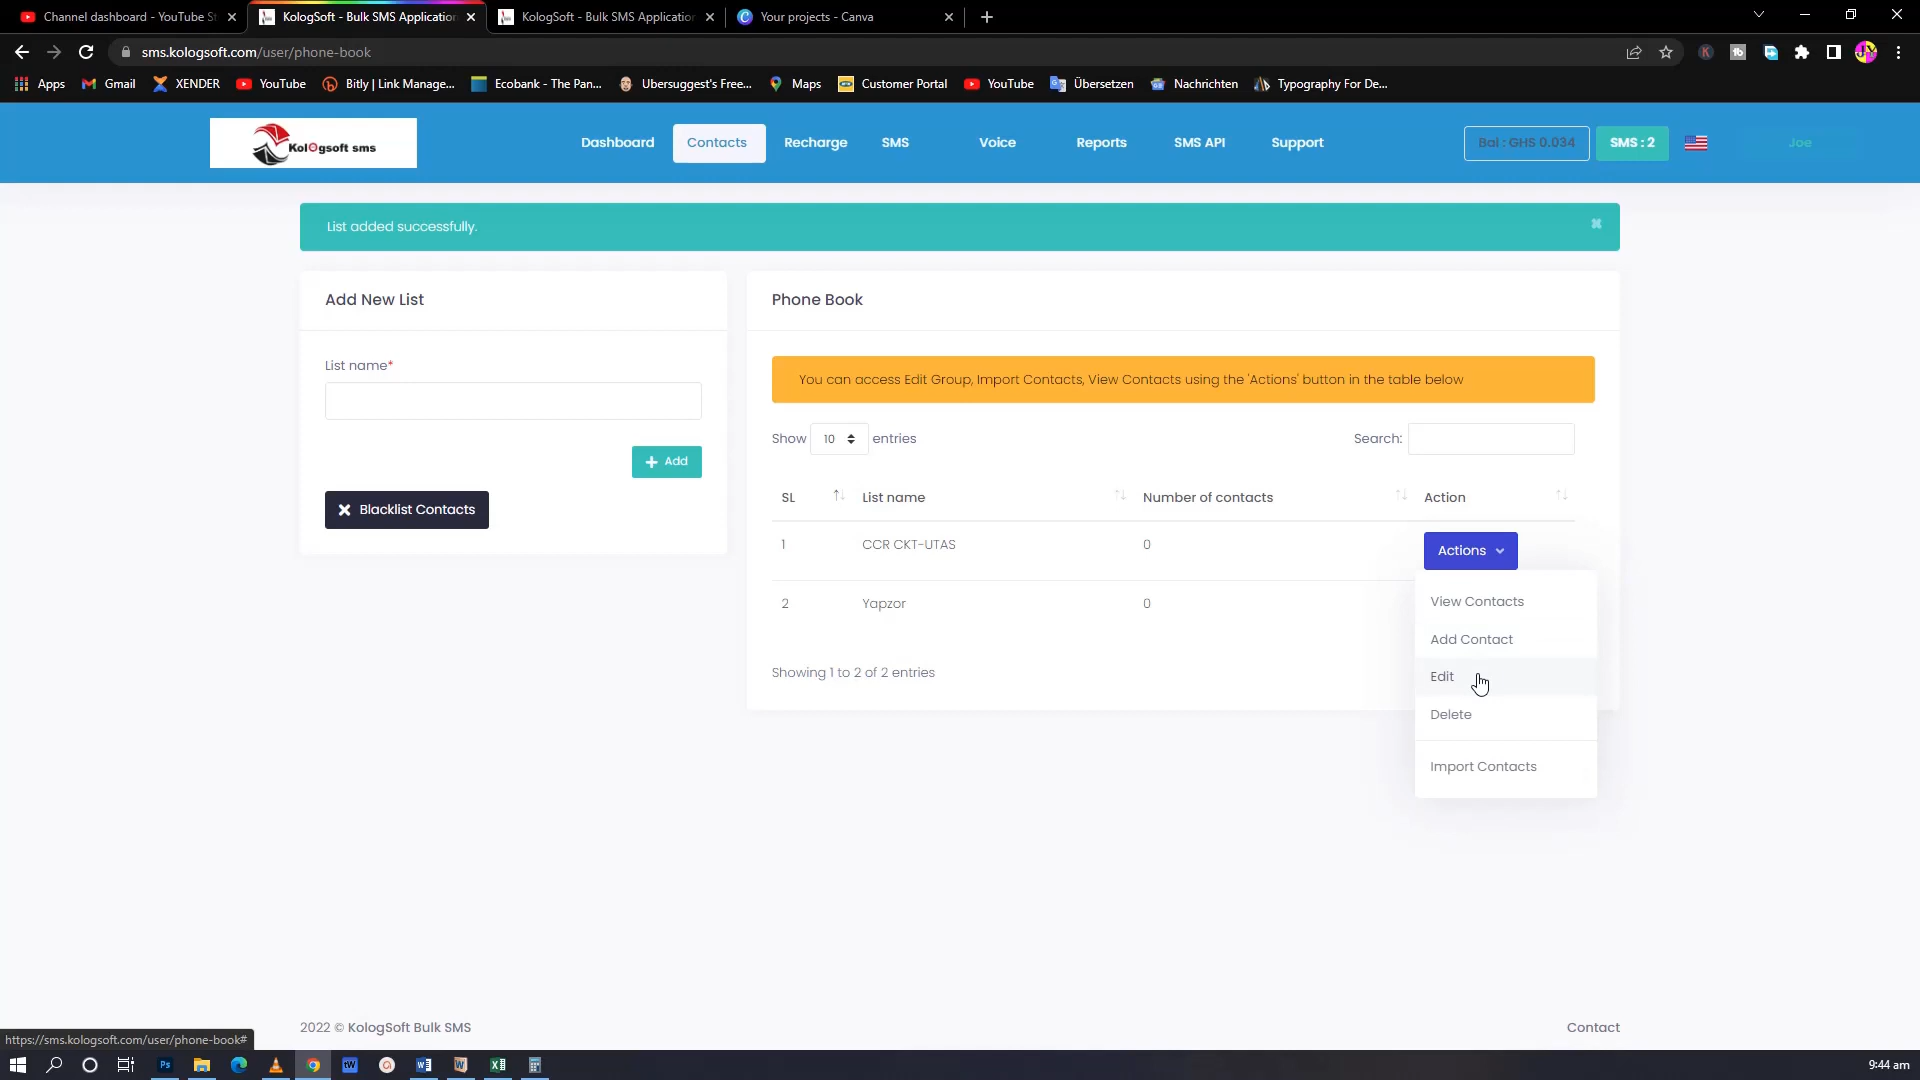 Channel dashboard - YouTube St
KologSoft - Bulk SMS Application
KologSoft - Bulk SMS Application
Your projects - Canva
sms.kologsoft.com/user/phone-book
Apps
Gmail
XENDER
YouTube
Bitly | Link Manage...
Ecobank - The Pan...
Ubersuggest's Free...
Maps
Customer Portal
YouTube
Übersetzen
Nachrichten
Typography For De...
KolOgsoft sms
Dashboard
Contacts
Recharge
SMS
Voice
Reports
SMS API
Support
Bal : GHS 0.034
SMS : 2
Joe
List added successfully.
Add New List
List name*
Add
Blacklist Contacts
Phone Book
You can access Edit Group, Import Contacts, View Contacts using the 'Actions' button in the table below
Show 10 entries
Search:
SL List name Number of contacts Action
1 CCR CKT-UTAS 0 Actions
2 Yapzor 0
View Contacts
Add Contact
Edit
Delete
Import Contacts
Showing 1 to 2 of 2 entries
2022 © KologSoft Bulk SMS
Contact
https://sms.kologsoft.com/user/phone-book#
9:44 am